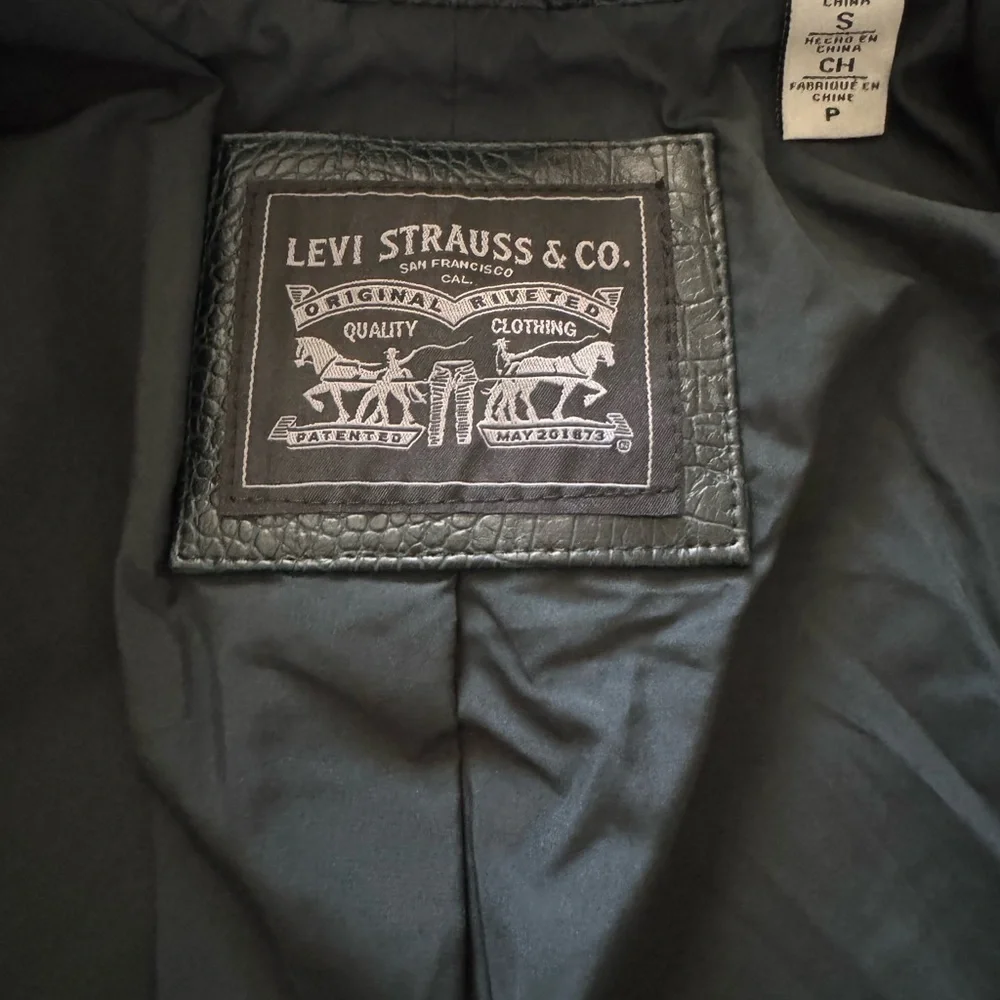 LEVI STRAUSS & CO.
SAN FRANCISCO
CAL.
ORIGINAL RIVETED
QUALITY CLOTHING
PATENTED MAY 20 1873
CHINA
S
HECHO EN
CHINA
CH
FABRIQUÉ EN
CHINE
P